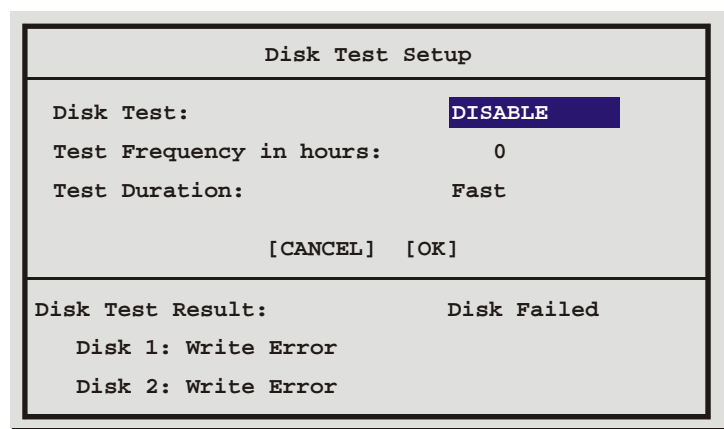 Disk Test Setup
Disk Test: DISABLE
Test Frequency in hours: 0
Test Duration: Fast
[CANCEL] [OK]
Disk Test Result: Disk Failed
Disk 1: Write Error
Disk 2: Write Error